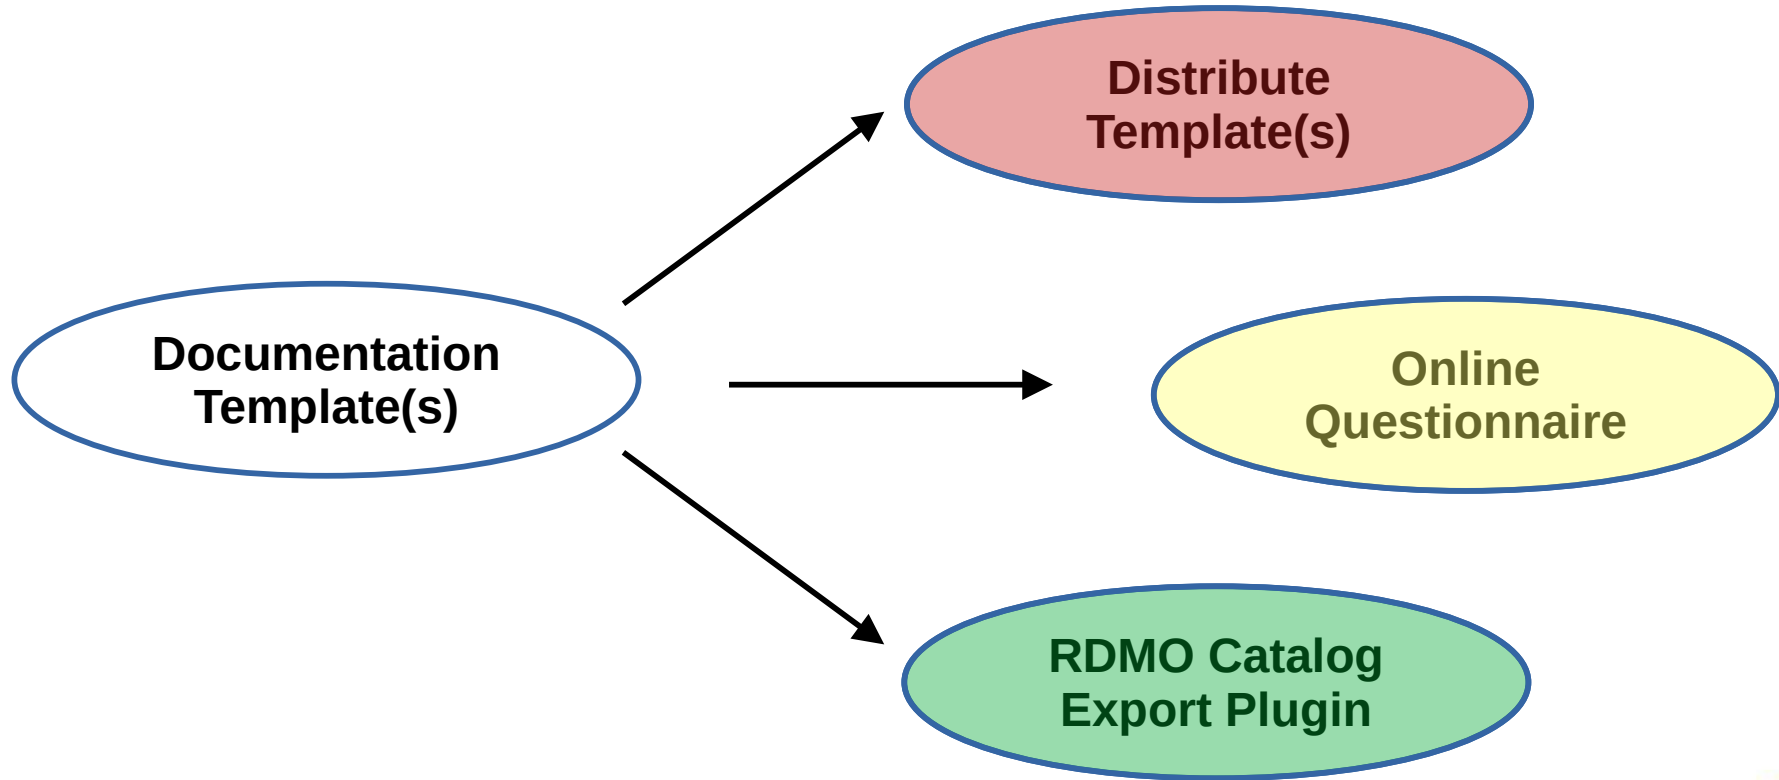 Distribute
Template(s)
Documentation
Template(s)
Online
Questionnaire
RDMO Catalog
Export Plugin